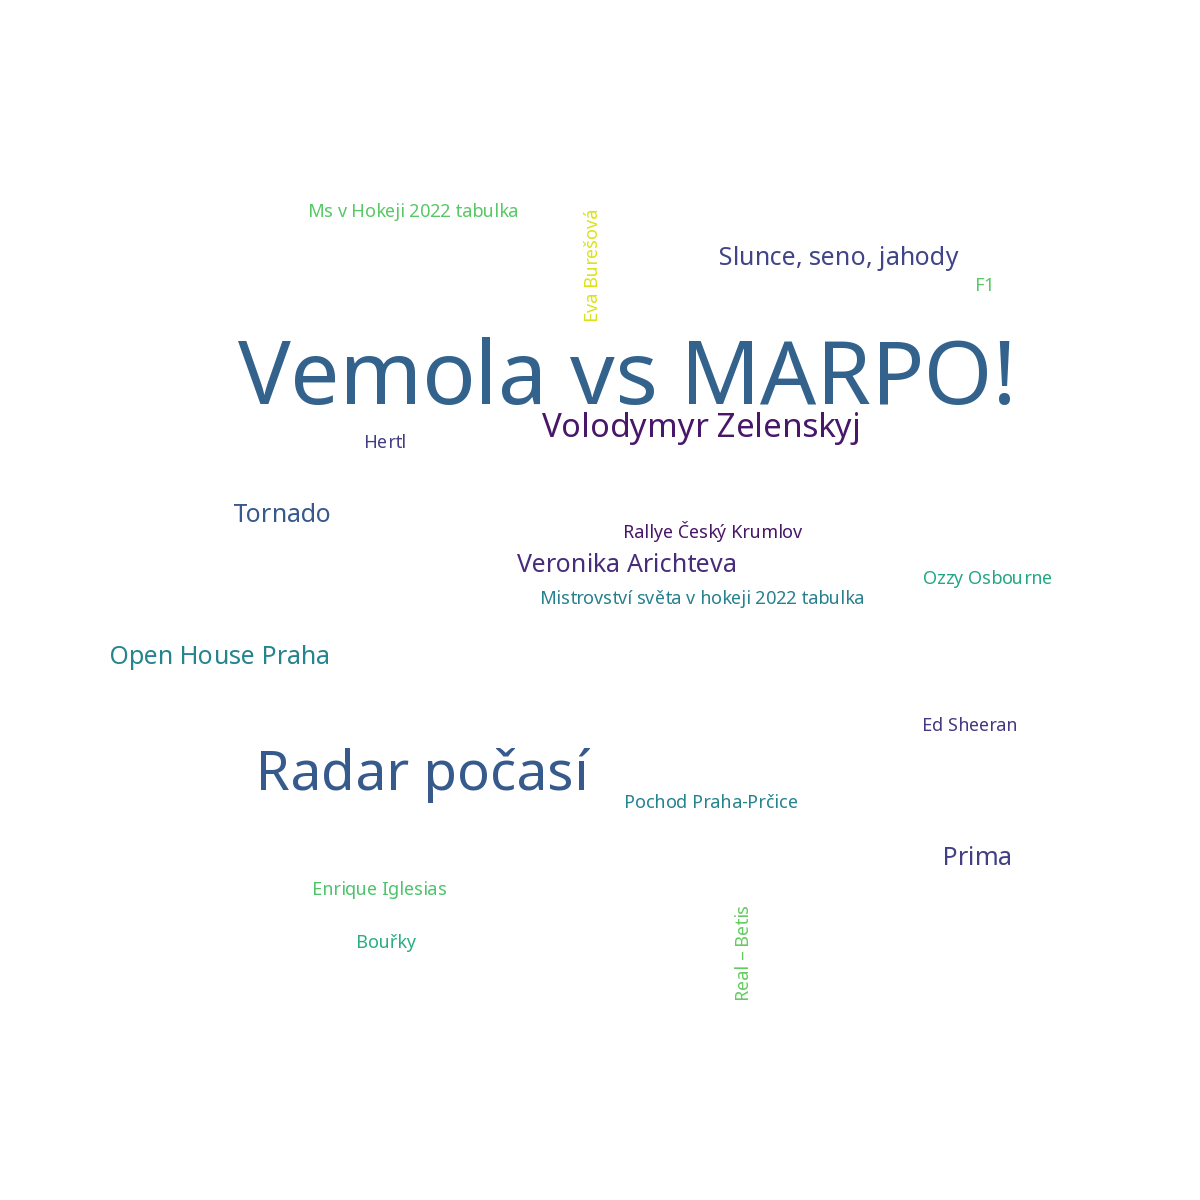 Ms v Hokeji 2022 tabulka
Eva Burešová
Slunce, seno, jahody
F1
Vemola vs MARPO!
Volodymyr Zelenskyj
Hertl
Tornado
Rallye Český Krumlov
Veronika Arichteva
Ozzy Osbourne
Mistrovství světa v hokeji 2022 tabulka
Open House Praha
Ed Sheeran
Radar počasí
Pochod Praha-Prčice
Prima
Enrique Iglesias
Bouřky
Real – Betis